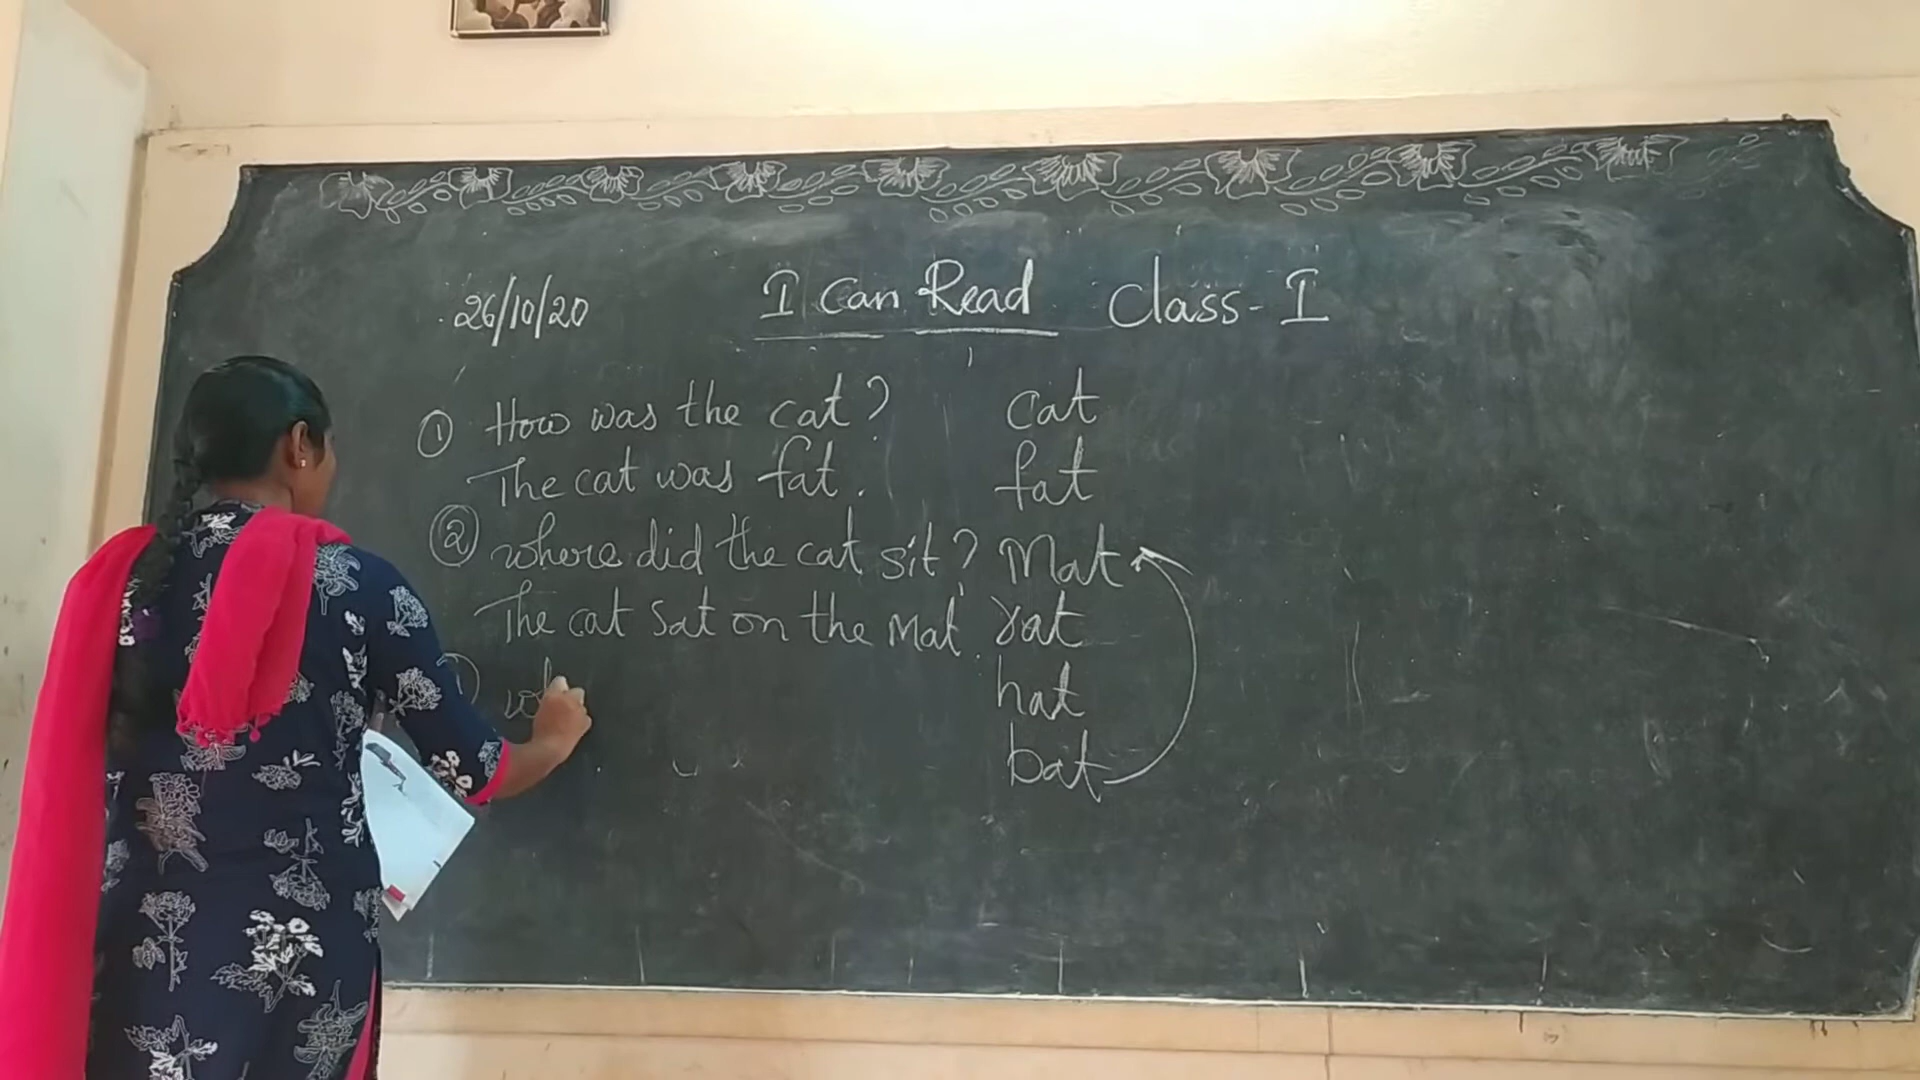 26/10/20 I Can Read Class - I
① How was the cat? cat
The cat was fat. fat
② where did the cat sit? Mat
The cat sat on the Mat. rat
wh hat
bat